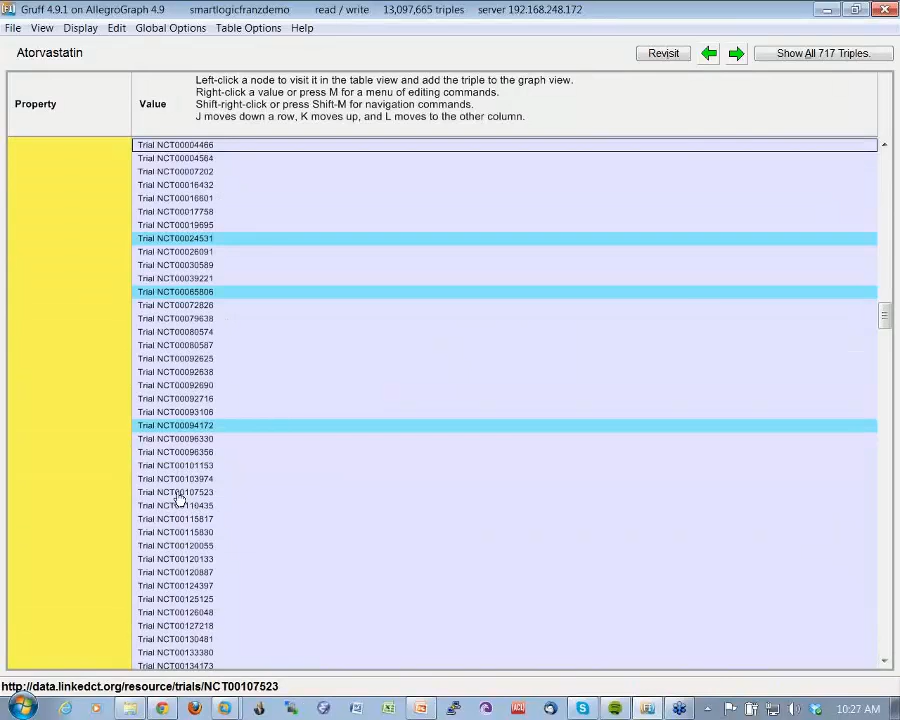 Gruff 4.9.1 on AllegroGraph 4.9 smartlogicfranzdemo read / write 13,097,665 triples server 192.168.248.172
File View Display Edit Global Options Table Options Help
Atorvastatin Revisit Show All 717 Triples.
Left-click a node to visit it in the table view and add the triple to the graph view.
Right-click a value or press M for a menu of editing commands.
Property Value Shift-right-click or press Shift-M for navigation commands.
J moves down a row, K moves up, and L moves to the other column.
Trial NCT00004466
Trial NCT00004564
Trial NCT00007202
Trial NCT00016432
Trial NCT00016601
Trial NCT00017758
Trial NCT00019695
Trial NCT00024531
Trial NCT00026091
Trial NCT00030589
Trial NCT00039221
Trial NCT00065806
Trial NCT00072826
Trial NCT00079638
Trial NCT00080574
Trial NCT00080587
Trial NCT00092625
Trial NCT00092638
Trial NCT00092690
Trial NCT00092716
Trial NCT00093106
Trial NCT00094172
Trial NCT00096330
Trial NCT00096356
Trial NCT00101153
Trial NCT00103974
Trial NCT00107523
Trial NCT00110435
Trial NCT00115817
Trial NCT00115830
Trial NCT00120055
Trial NCT00120133
Trial NCT00120887
Trial NCT00124397
Trial NCT00125125
Trial NCT00126048
Trial NCT00127218
Trial NCT00130481
Trial NCT00133380
Trial NCT00134173
http://data.linkedct.org/resource/trials/NCT00107523
10:27 AM